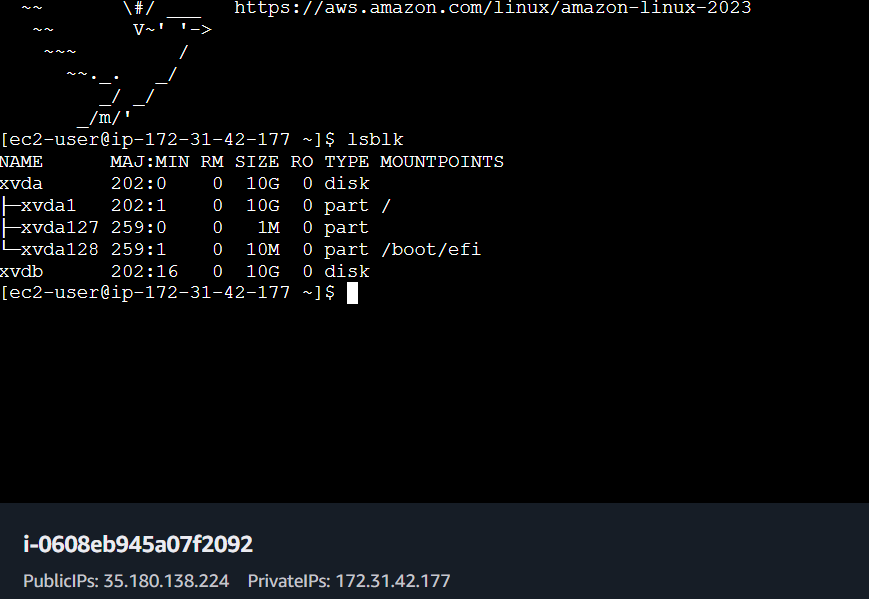 ~~       \#/ ___   https://aws.amazon.com/linux/amazon-linux-2023
~~       V~' '->
~~~         /
~~._.   _/
_/ _/
_/m/'
[ec2-user@ip-172-31-42-177 ~]$ lsblk
NAME      MAJ:MIN RM SIZE RO TYPE MOUNTPOINTS
xvda      202:0    0  10G  0 disk
├─xvda1   202:1    0  10G  0 part /
├─xvda127 259:0    0   1M  0 part
└─xvda128 259:1    0  10M  0 part /boot/efi
xvdb      202:16   0  10G  0 disk
[ec2-user@ip-172-31-42-177 ~]$
i-0608eb945a07f2092
PublicIPs: 35.180.138.224   PrivateIPs: 172.31.42.177